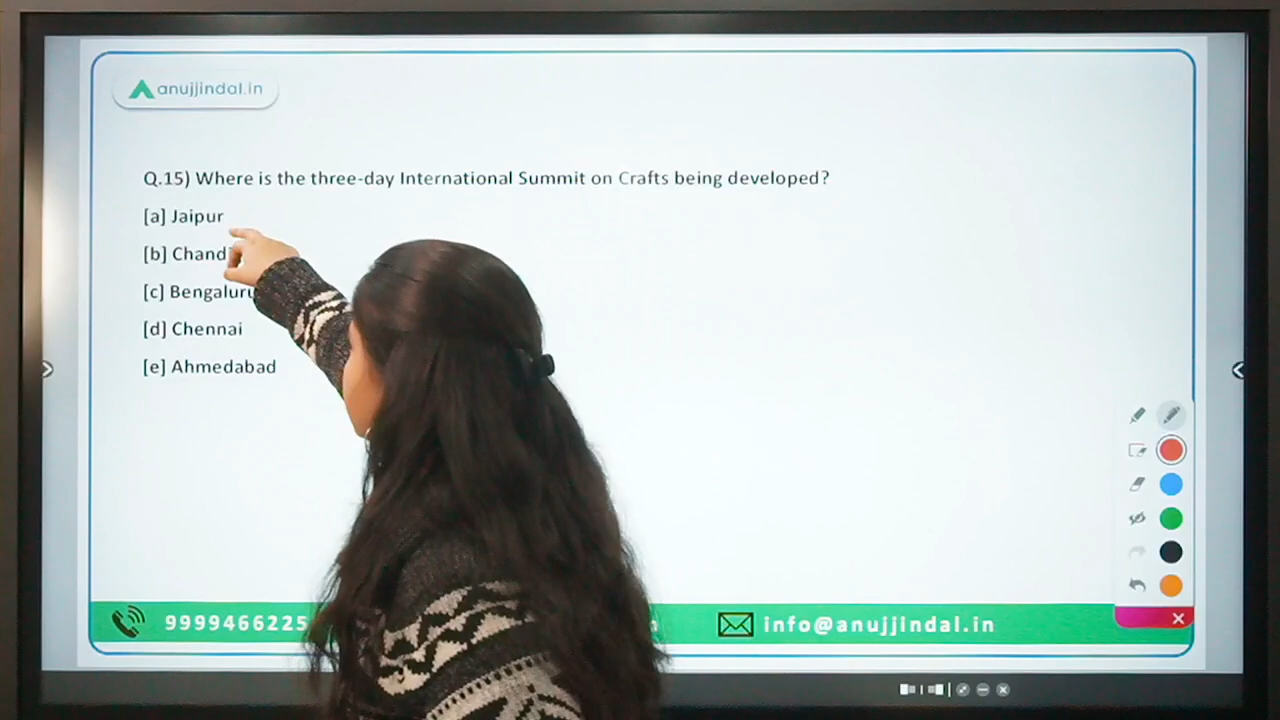 anujjindal.in
Q.15) Where is the three-day International Summit on Crafts being developed?
[a] Jaipur
[b]
[c] Bengaluru
[d] Chennai
[e] Ahmedabad
9999466225
info@anujjindal.in